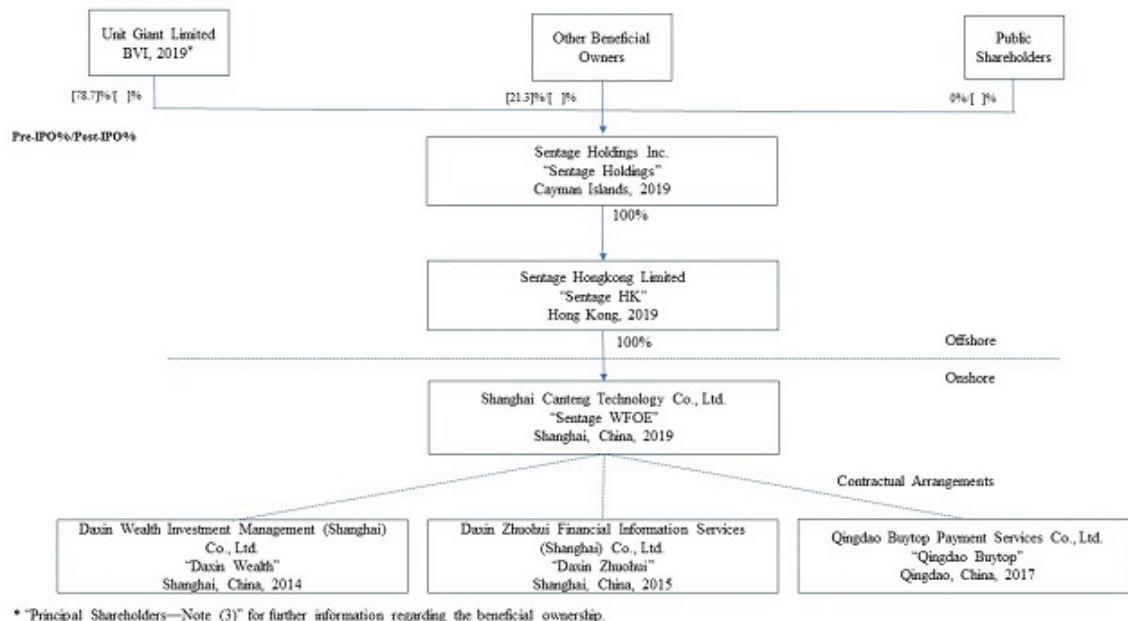 Unit Giant Limited
BVI, 2019*
Other Beneficial
Owners
Public
Shareholders
[78.7]%/[ ]%
[21.3]%/[ ]%
0%/[ ]%
Pre-IPO%/Post-IPO%
Sentage Holdings Inc.
“Sentage Holdings”
Cayman Islands, 2019
100%
Sentage Hongkong Limited
“Sentage HK”
Hong Kong, 2019
100%
Offshore
Onshore
Shanghai Canteng Technology Co., Ltd.
“Sentage WFOE”
Shanghai, China, 2019
Contractual Arrangements
Daxin Wealth Investment Management (Shanghai)
Co., Ltd.
“Daxin Wealth”
Shanghai, China, 2014
Daxin Zhuohui Financial Information Services
(Shanghai) Co., Ltd.
“Daxin Zhuohui”
Shanghai, China, 2015
Qingdao Buytop Payment Services Co., Ltd.
“Qingdao Buytop”
Qingdao, China, 2017
* “Principal Shareholders—Note (3)” for further information regarding the beneficial ownership.